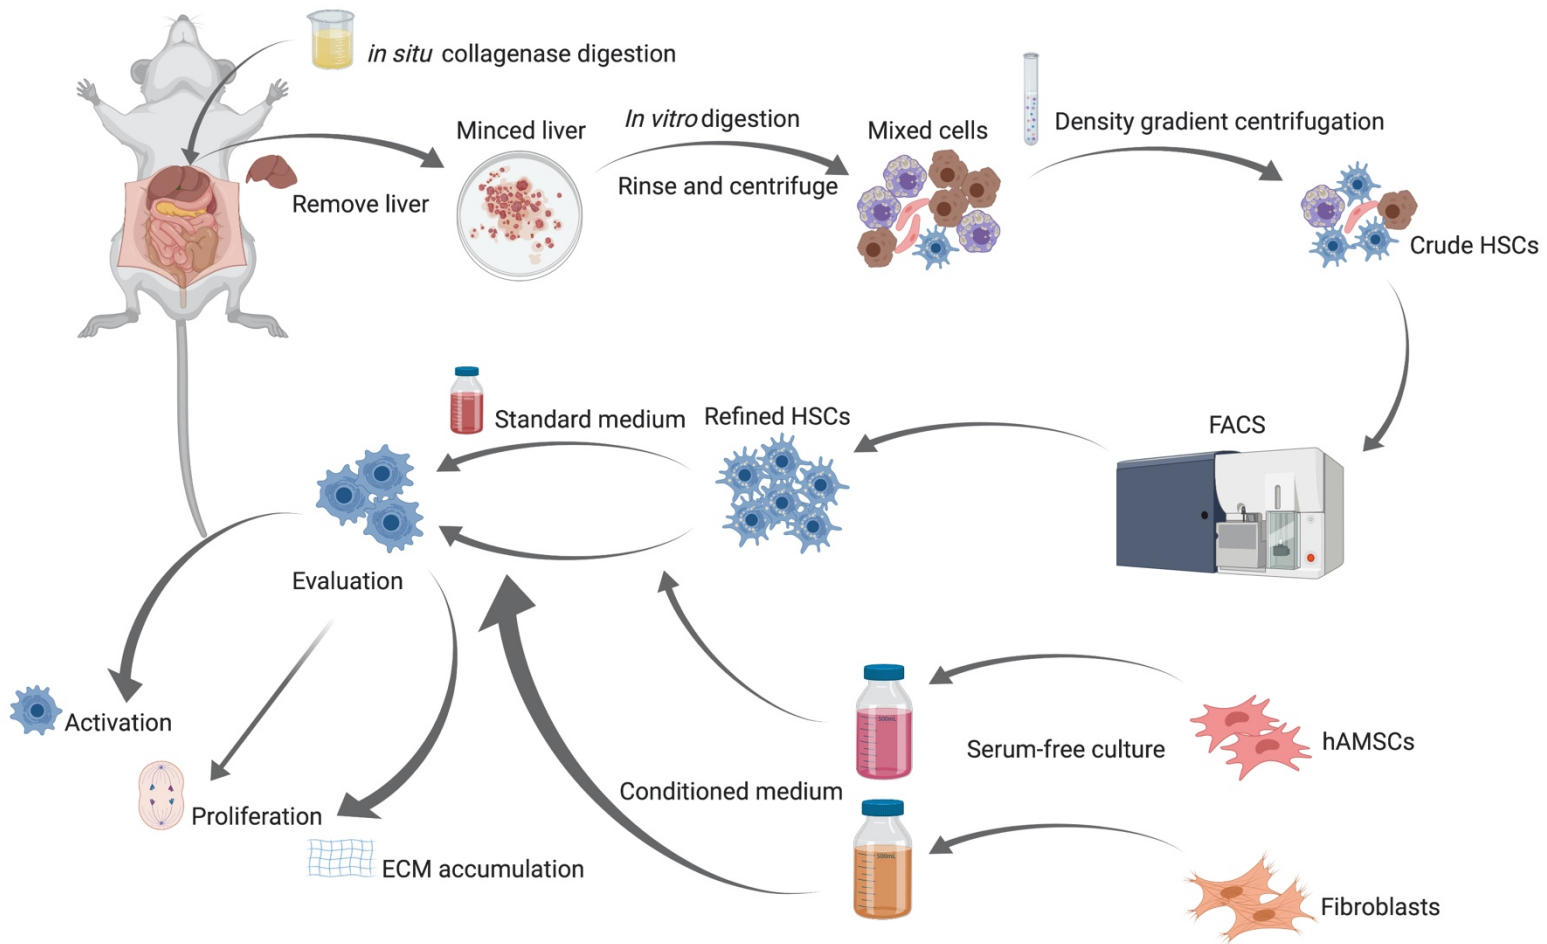 in situ collagenase digestion
Minced liver
In vitro digestion
Rinse and centrifuge
Mixed cells
Density gradient centrifugation
Remove liver
Crude HSCs
Standard medium
Refined HSCs
FACS
Evaluation
Activation
Proliferation
ECM accumulation
Conditioned medium
500mL
500mL
Serum-free culture
hAMSCs
Fibroblasts